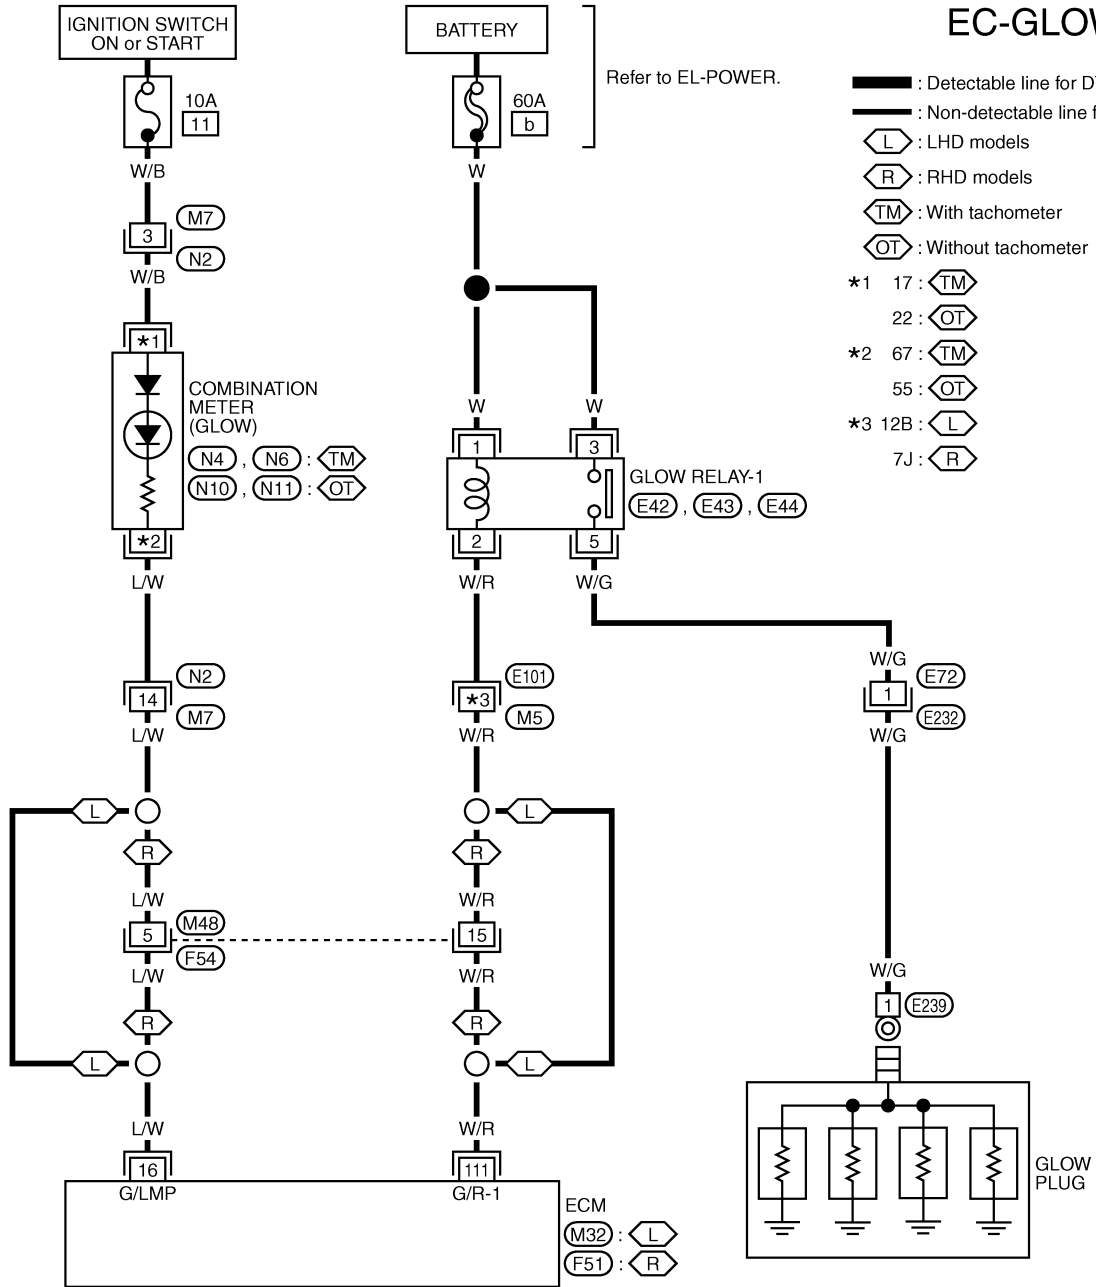 IGNITION SWITCH
ON or START
BATTERY
EC-GLOW
Refer to EL-POWER.
10A
11
60A
b
: Detectable line for
: Non-detectable line
L : LHD models
R : RHD models
TM : With tachometer
OT : Without tachometer
*1 17 : TM
22 : OT
*2 67 : TM
55 : OT
*3 12B : L
7J : R
W/B
W
3
M7
N2
W/B
*1
COMBINATION
METER
(GLOW)
N4 , N6 : TM
N10 , N11 : OT
W
W
1
3
GLOW RELAY-1
E42 , E43 , E44
*2
2
5
L/W
W/R
W/G
W/G
N2
14
M7
E101
*3
M5
E72
1
E232
L/W
W/R
W/G
L
L
R
R
L/W
W/R
5
M48
F54
15
L/W
W/R
W/G
1
E239
R
R
L
L
L/W
W/R
16
111
G/LMP
G/R-1
ECM
M32 : L
F51 : R
GLOW
PLUG